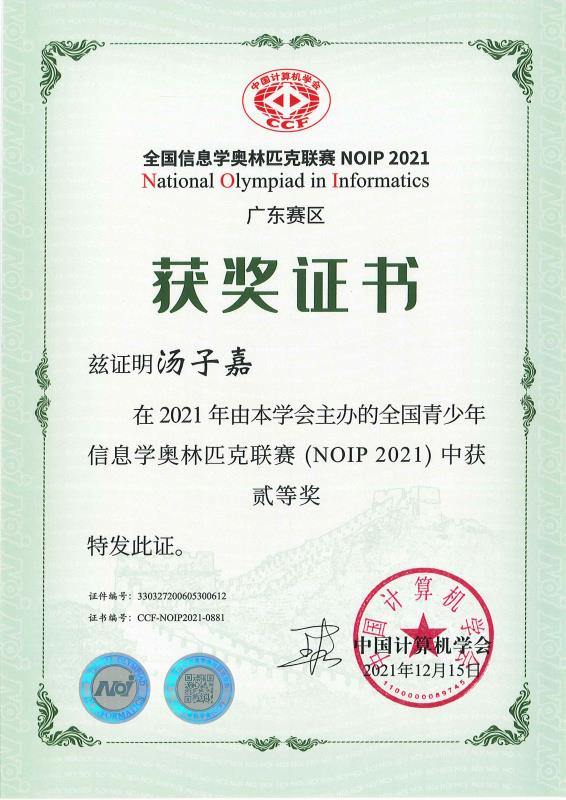 中国计算机学会
CCF
全国信息学奥林匹克联赛 NOIP 2021
National Olympiad in Informatics
广东赛区
获奖证书
兹证明汤子嘉
在 2021 年由本学会主办的全国青少年
信息学奥林匹克联赛 (NOIP 2021) 中获
贰等奖
特发此证。
证件编号：330327200605300612
证书编号：CCF-NOIP2021-0881
中国计算机学会
中国计算机学会
2021年12月15日
1100000089745
NOI